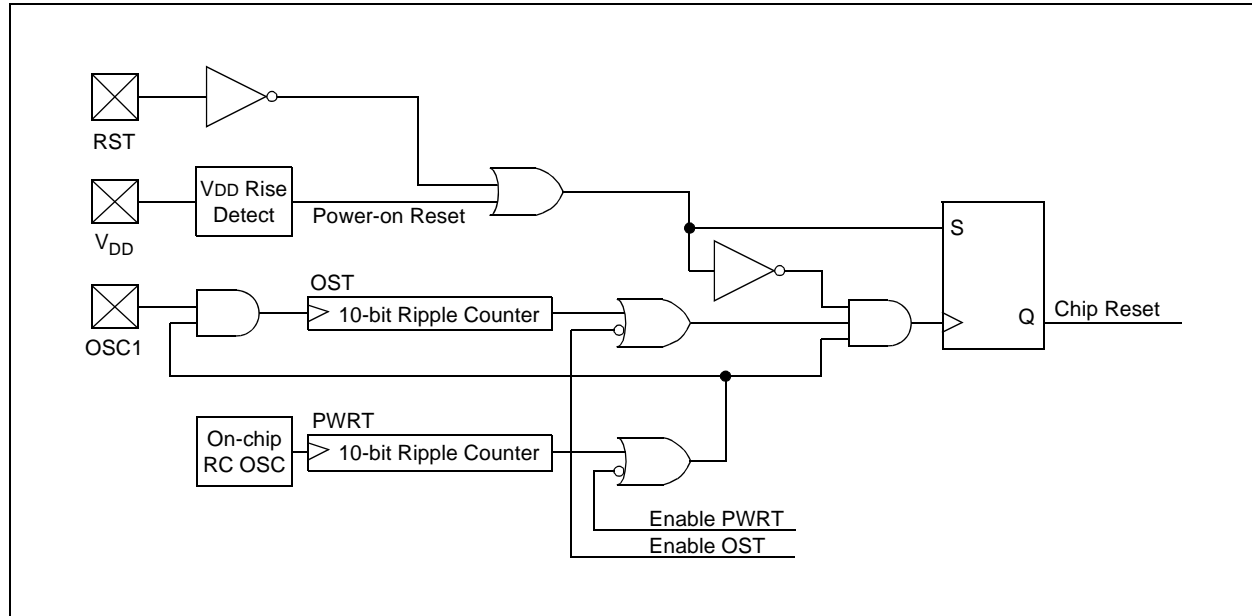 RST
VDD Rise
Detect
Power-on Reset
VDD
S
OST
10-bit Ripple Counter
OSC1
Q
Chip Reset
PWRT
On-chip
RC OSC
10-bit Ripple Counter
Enable PWRT
Enable OST